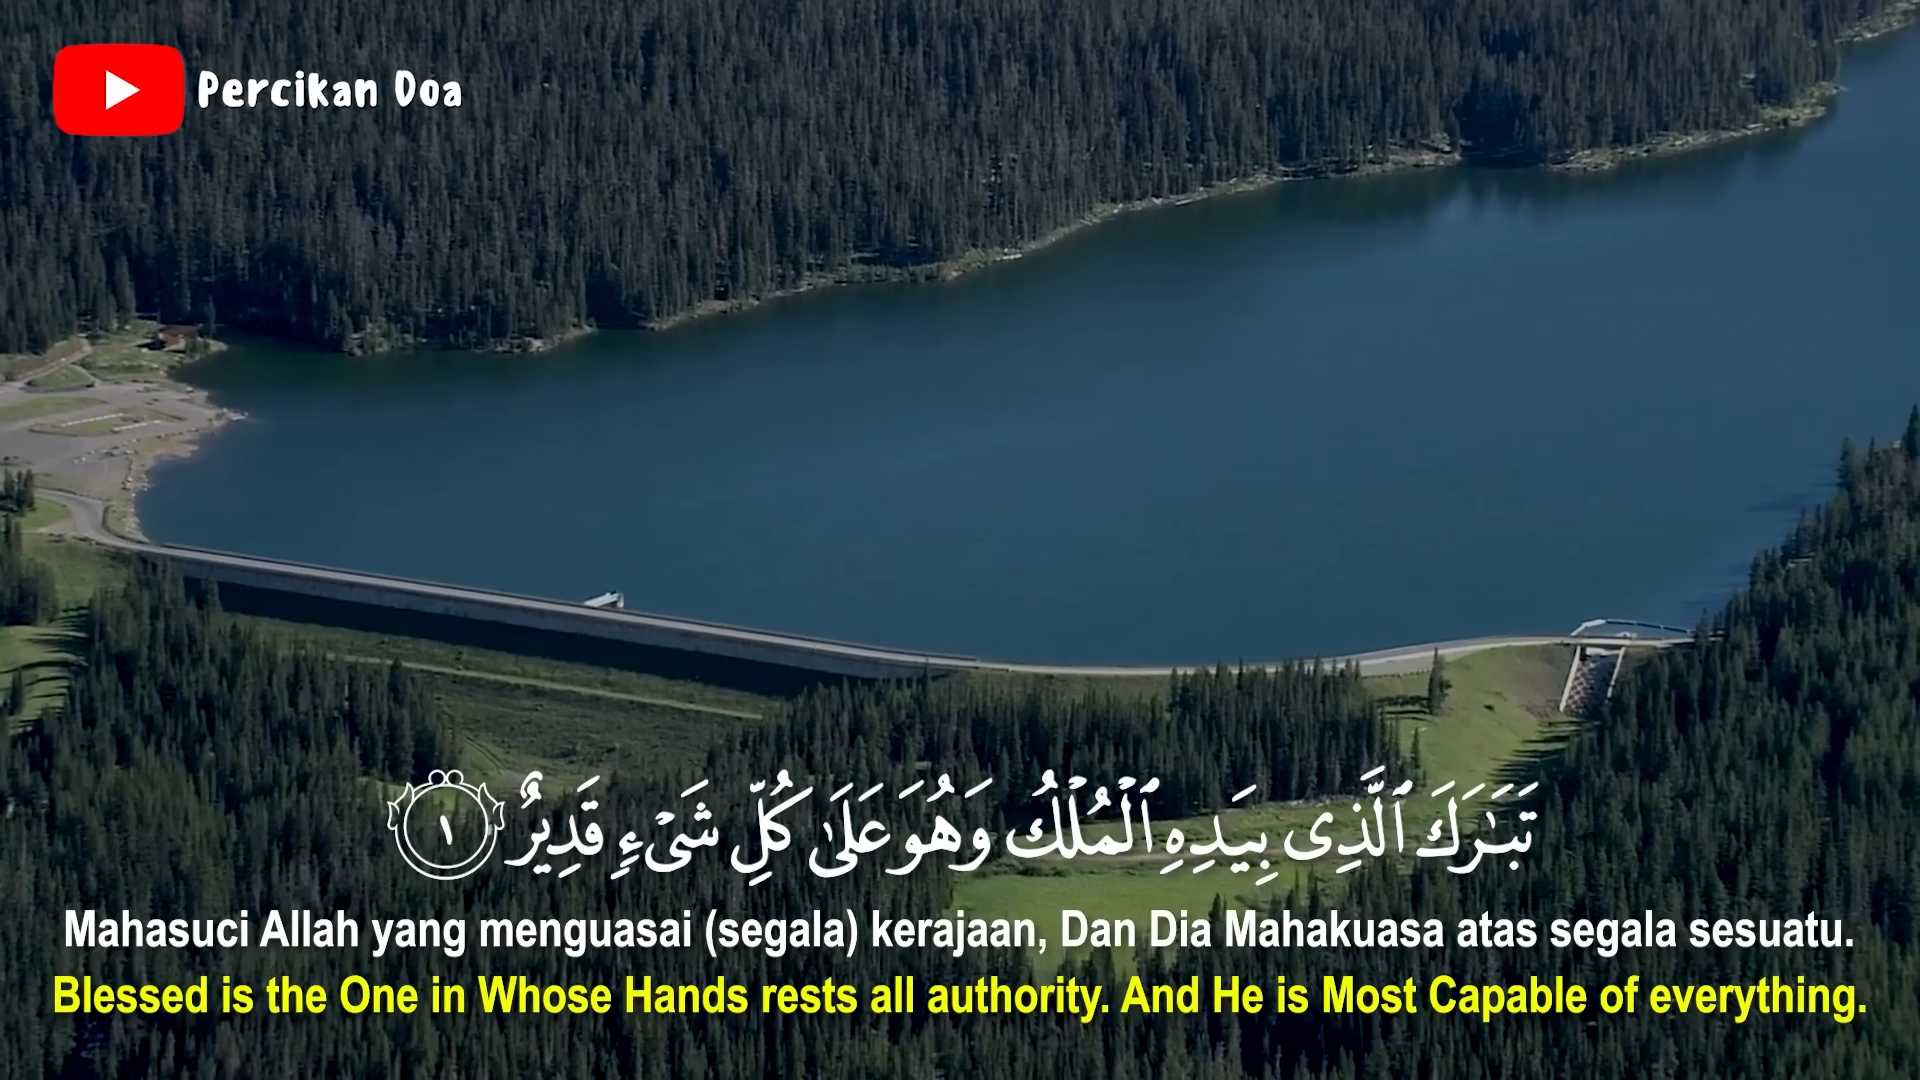 Percikan Doa
تَبَٰرَكَ ٱلَّذِى بِيَدِهِ ٱلْمُلْكُ وَهُوَ عَلَىٰ كُلِّ شَىْءٍ قَدِيرٌ ١
Mahasuci Allah yang menguasai (segala) kerajaan, Dan Dia Mahakuasa atas segala sesuatu.
Blessed is the One in Whose Hands rests all authority. And He is Most Capable of everything.